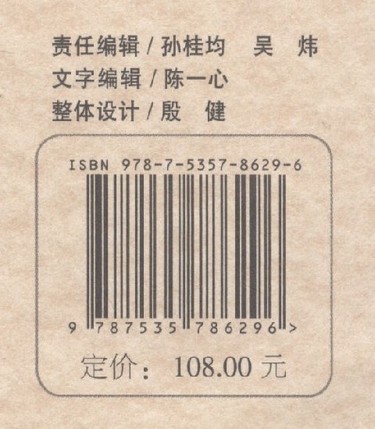 责任编辑/孙桂均 吴 炜
文字编辑/陈一心
整体设计/殷 健
ISBN 978-7-5357-8629-6
9 787535 786296 >
定价：108.00 元